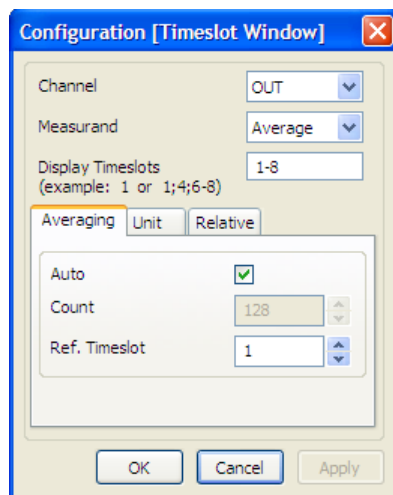 Configuration [Timeslot Window]
Channel OUT
Measurand Average
Display Timeslots 1-8
(example: 1 or 1;4;6-8)
Averaging Unit Relative
Auto
Count 128
Ref. Timeslot 1
OK Cancel Apply